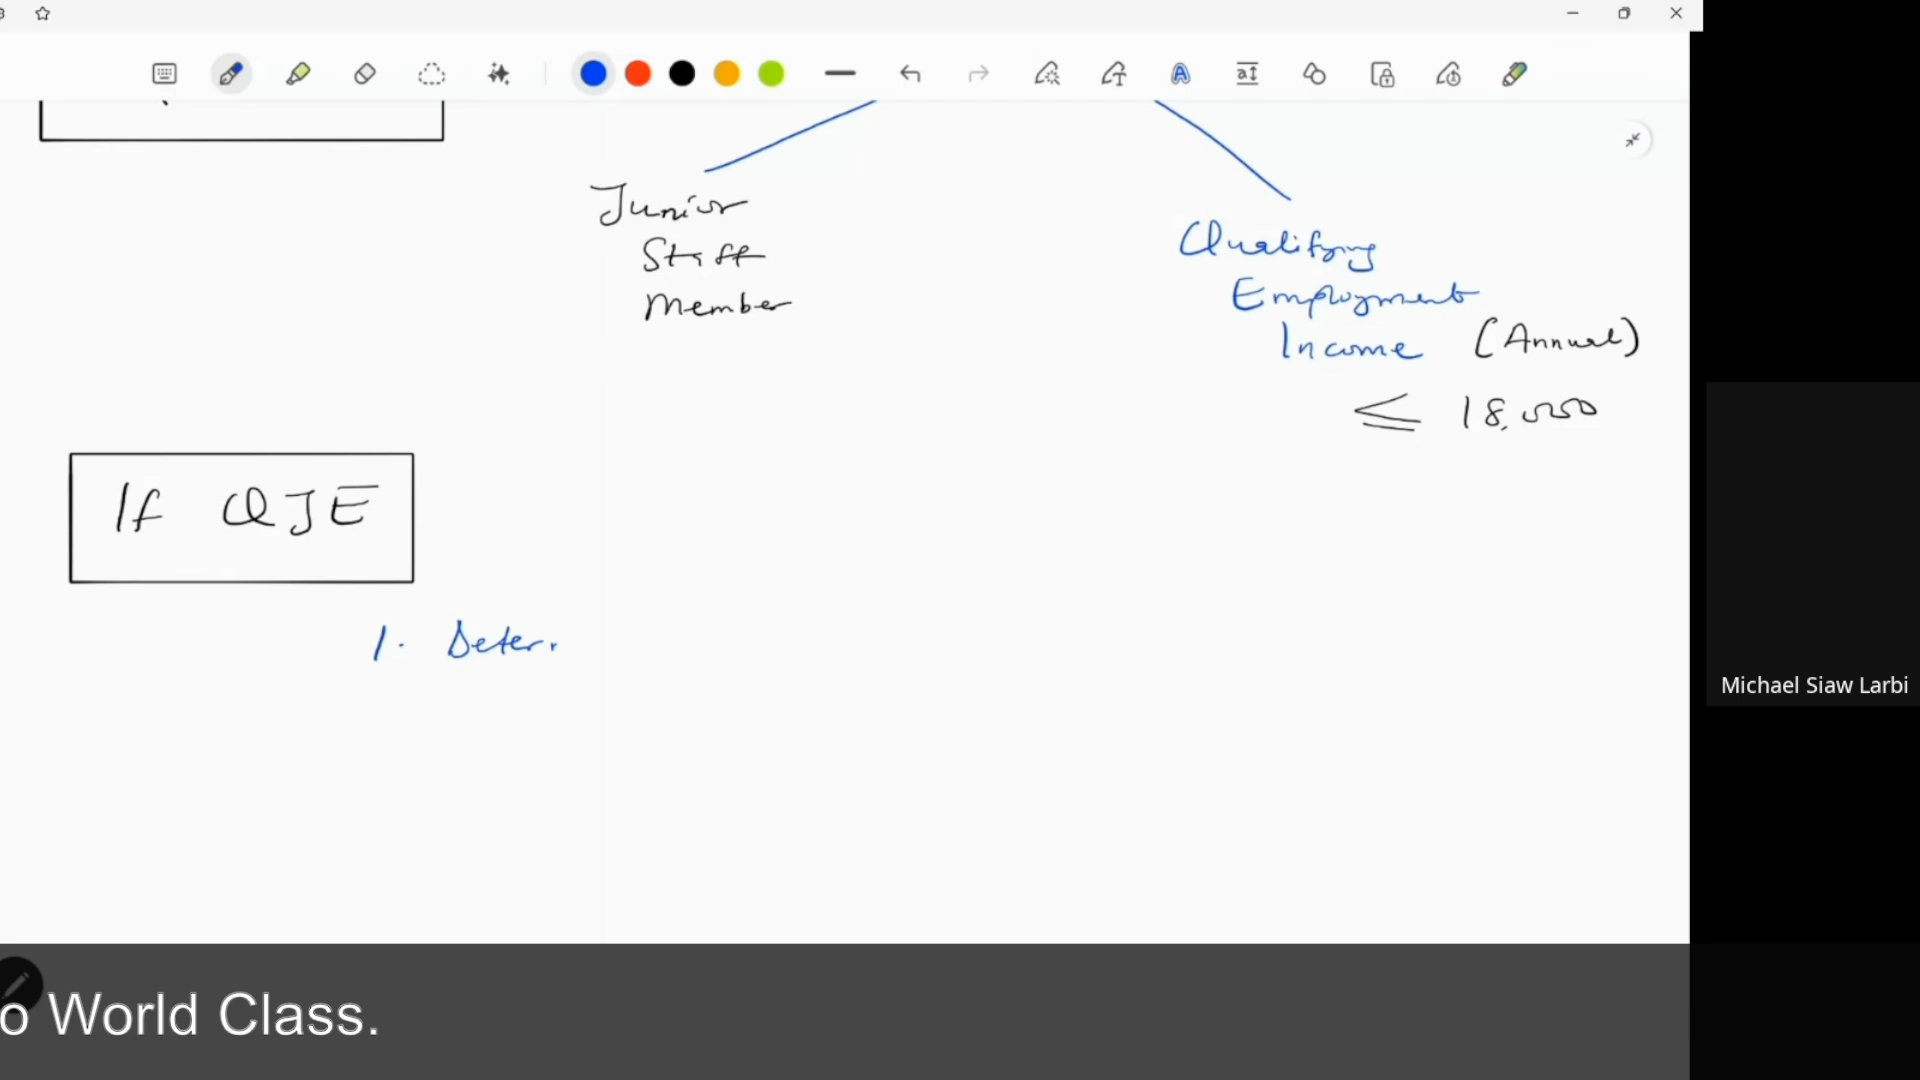 Junior
Staff
Member
Qualifying
Employment
Income (Annual)
≤ 18,000
If QJE
1. Deter
Michael Siaw Larbi
o World Class.